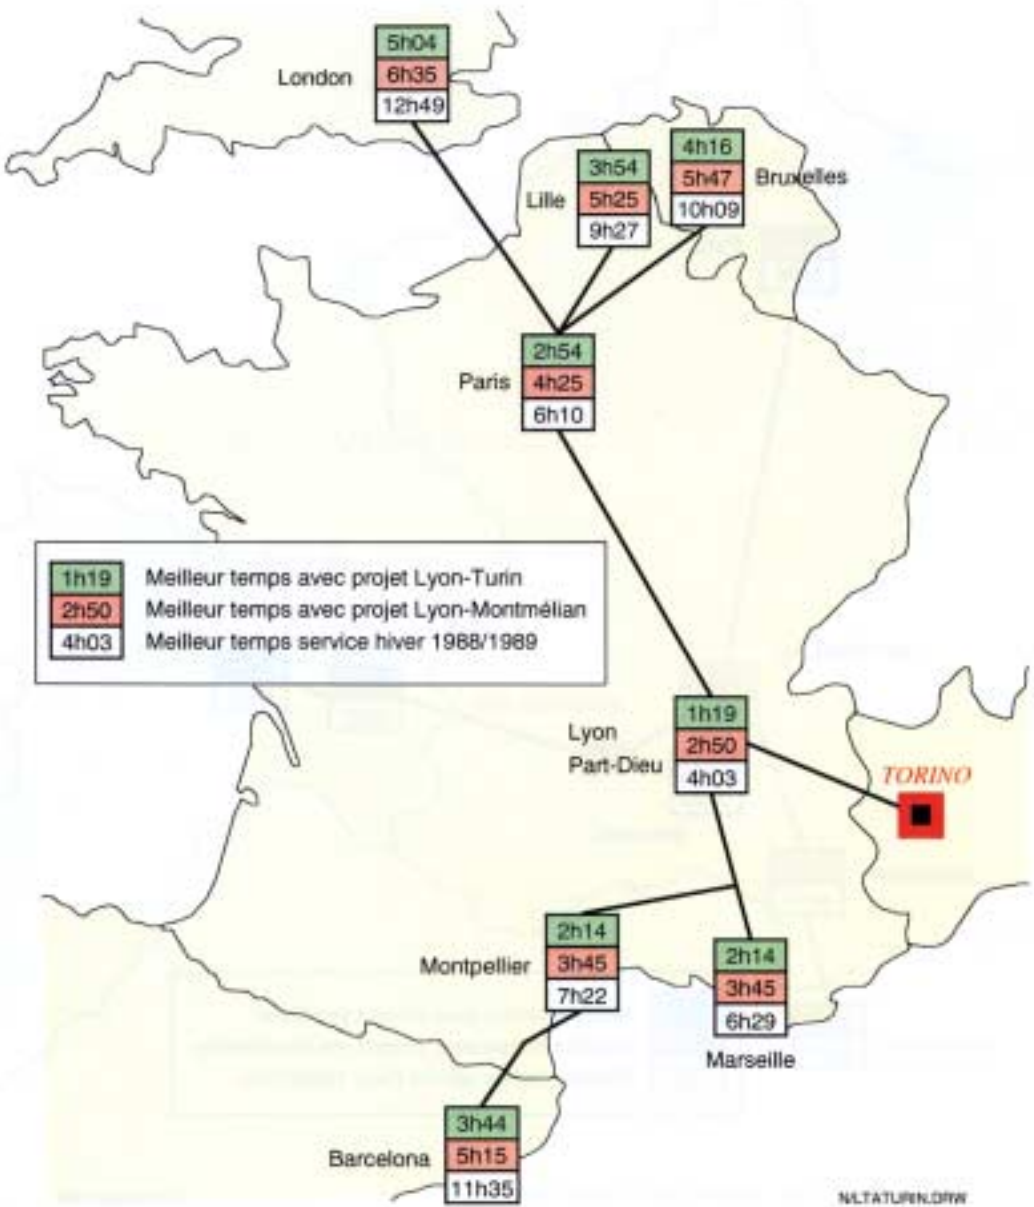 London
5h04
6h35
12h49
Lille
3h54
5h25
9h27
4h16
5h47
10h09
Bruxelles
Paris
2h54
4h25
6h10
1h19 Meilleur temps avec projet Lyon-Turin
2h50 Meilleur temps avec projet Lyon-Montmélian
4h03 Meilleur temps service hiver 1988/1989
Lyon
Part-Dieu
1h19
2h50
4h03
TORINO
Montpellier
2h14
3h45
7h22
2h14
3h45
6h29
Marseille
Barcelona
3h44
5h15
11h35
N/LTATURIN.DRW